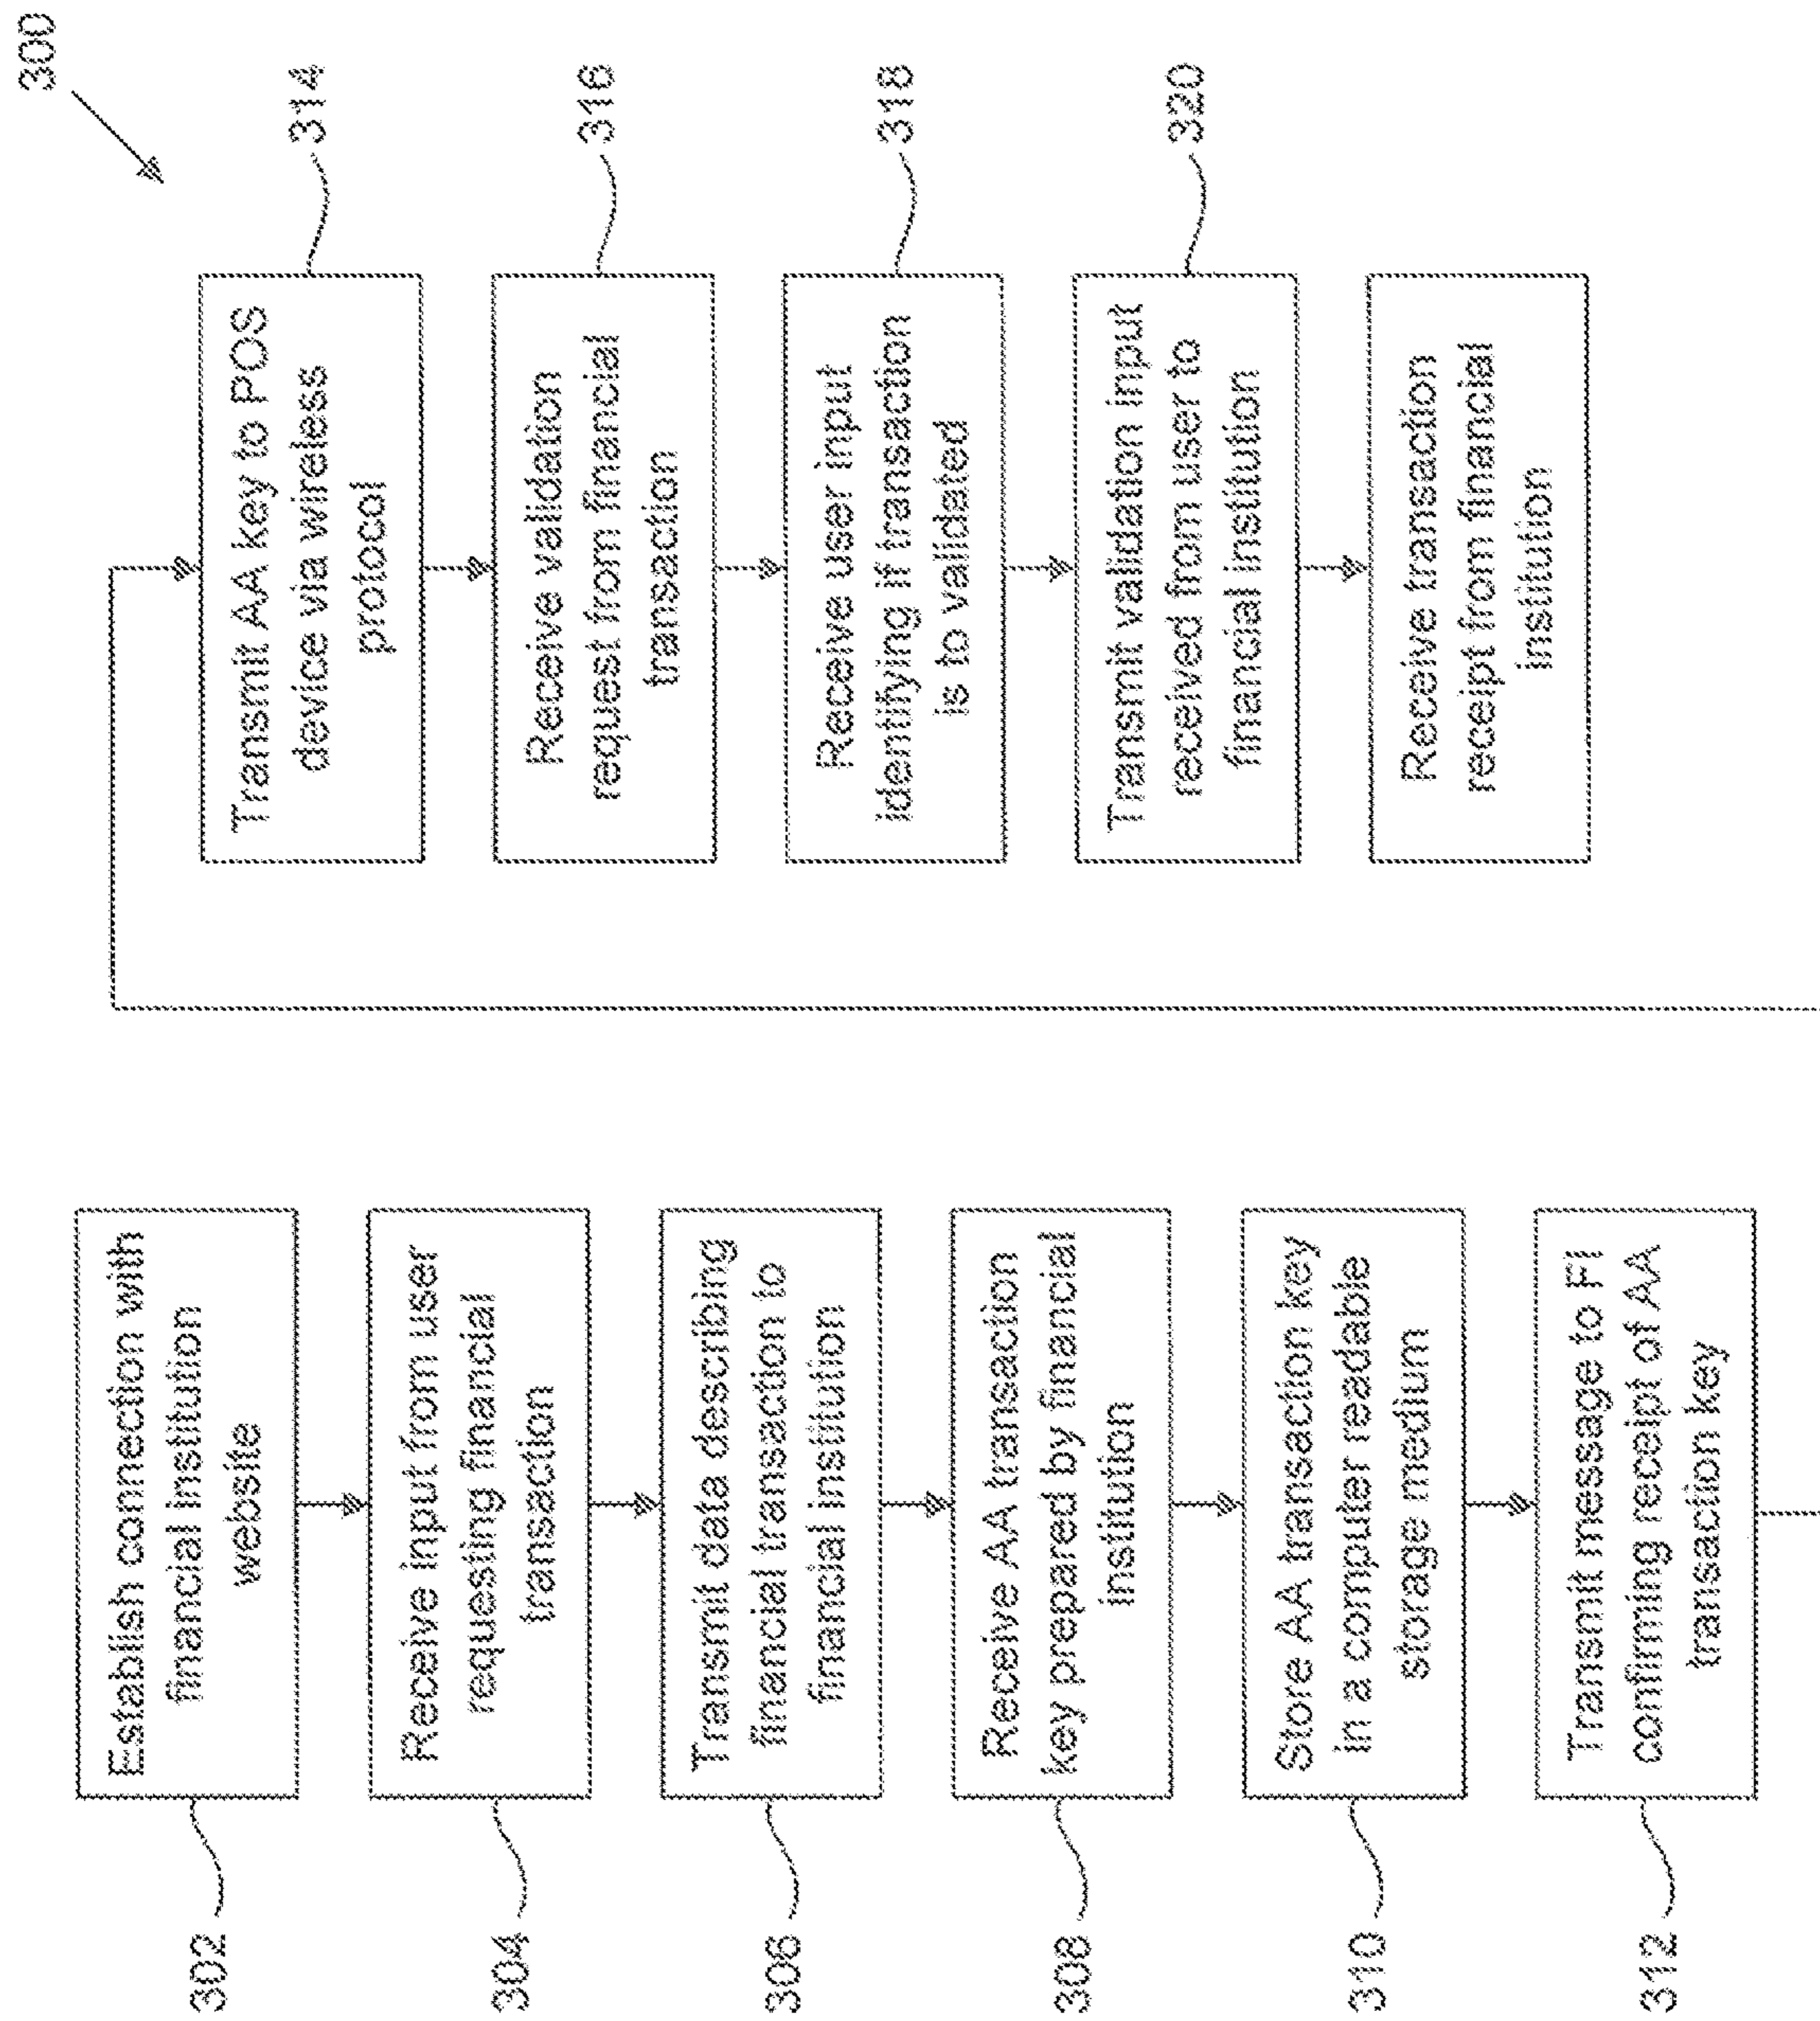 300
302
Establish connection with
financial institution
website
304
Receive input from user
requesting financial
transaction
306
Transmit data describing
financial transaction to
financial institution
308
Receive AA transaction
key prepared by financial
institution
310
Store AA transaction key
in a computer readable
storage medium
312
Transmit message to FI
confirming receipt of AA
transaction key
Transmit AA key to POS
device via wireless
protocol
314
Receive validation
request from financial
transaction
316
Receive user input
identifying if transaction
is to validated
318
Transmit validation input
received from user to
financial institution
320
Receive transaction
receipt from financial
institution